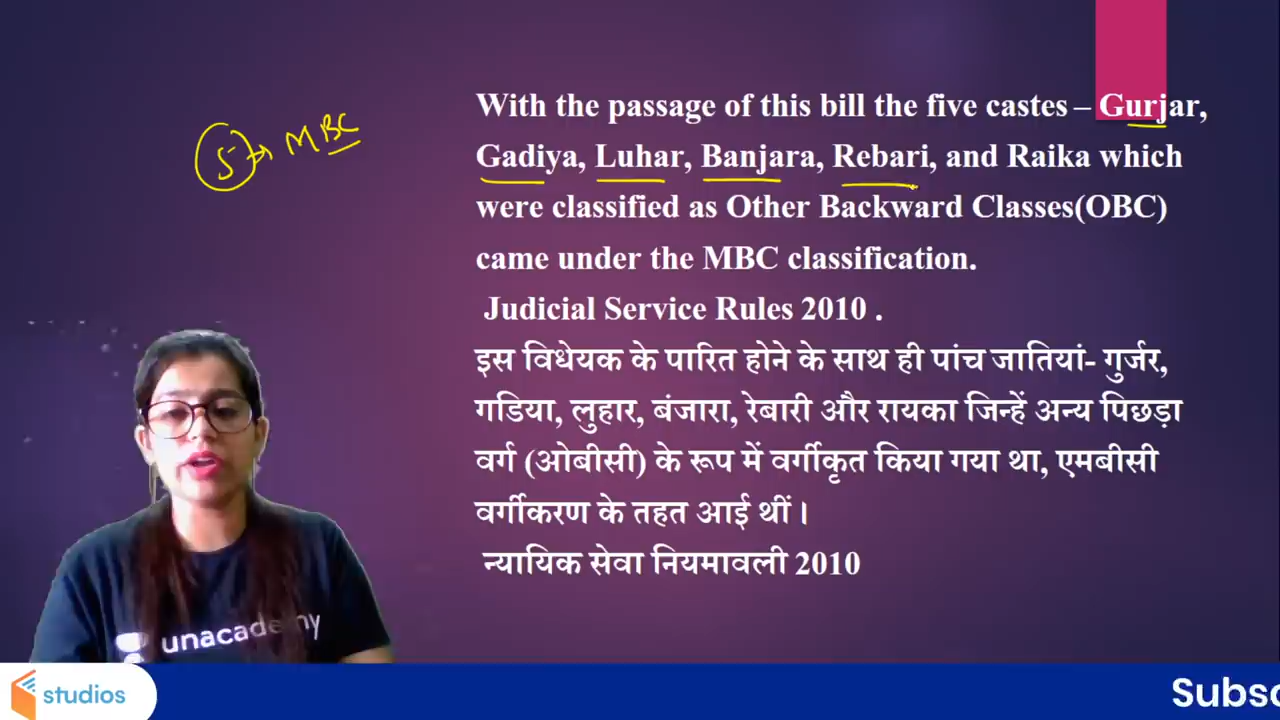 With the passage of this bill the five castes – Gurjar,
Gadiya, Luhar, Banjara, Rebari, and Raika which
were classified as Other Backward Classes(OBC)
came under the MBC classification.
Judicial Service Rules 2010 .
इस विधेयक के पारित होने के साथ ही पांच जातियां- गुर्जर,
गडिया, लुहार, बंजारा, रेबारी और रायका जिन्हें अन्य पिछड़ा
वर्ग (ओबीसी) के रूप में वर्गीकृत किया गया था, एमबीसी
वर्गीकरण के तहत आई थीं।
न्यायिक सेवा नियमावली 2010
5 → MBC
unacademy
studios
Subsc